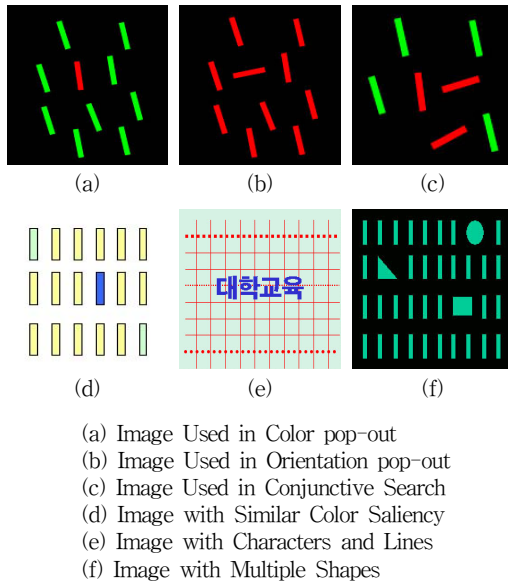 (a)
(b)
(c)
대학교육
(d)
(e)
(f)
(a) Image Used in Color pop-out
(b) Image Used in Orientation pop-out
(c) Image Used in Conjunctive Search
(d) Image with Similar Color Saliency
(e) Image with Characters and Lines
(f) Image with Multiple Shapes